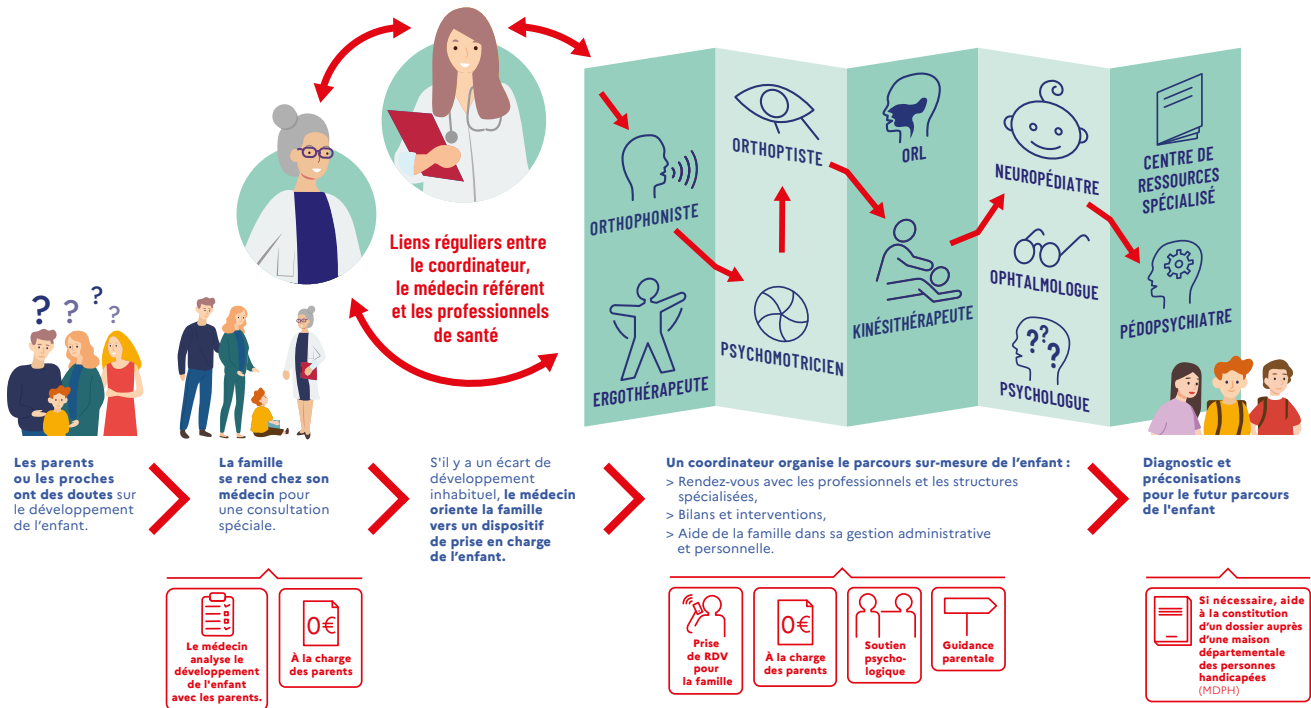 ? ? ? ?
Liens réguliers entre
le coordinateur,
le médecin référent
et les professionnels
de santé
ORTHOPHONISTE
ERGOTHÉRAPEUTE
ORTHOPTISTE
PSYCHOMOTRICIEN
ORL
KINÉSITHÉRAPEUTE
NEUROPÉDIATRE
OPHTALMOLOGUE
???
PSYCHOLOGUE
CENTRE DE
RESSOURCES
SPÉCIALISÉ
PÉDOPSYCHIATRE
Les parents
ou les proches
ont des doutes sur
le développement
de l'enfant.
La famille
se rend chez son
médecin pour
une consultation
spéciale.
S'il y a un écart de
développement
inhabituel, le médecin
oriente la famille
vers un dispositif
de prise en charge
de l'enfant.
Un coordinateur organise le parcours sur-mesure de l'enfant :
> Rendez-vous avec les professionnels et les structures
spécialisées,
> Bilans et interventions,
> Aide de la famille dans sa gestion administrative
et personnelle.
Diagnostic et
préconisations
pour le futur parcours
de l'enfant
Le médecin
analyse le
développement
de l'enfant
avec les parents.
0€
À la charge
des parents
Prise
de RDV
pour
la famille
0€
À la charge
des parents
Soutien
psycho-
logique
Guidance
parentale
Si nécessaire, aide
à la constitution
d'un dossier auprès
d'une maison
départementale
des personnes
handicapées
(MDPH)